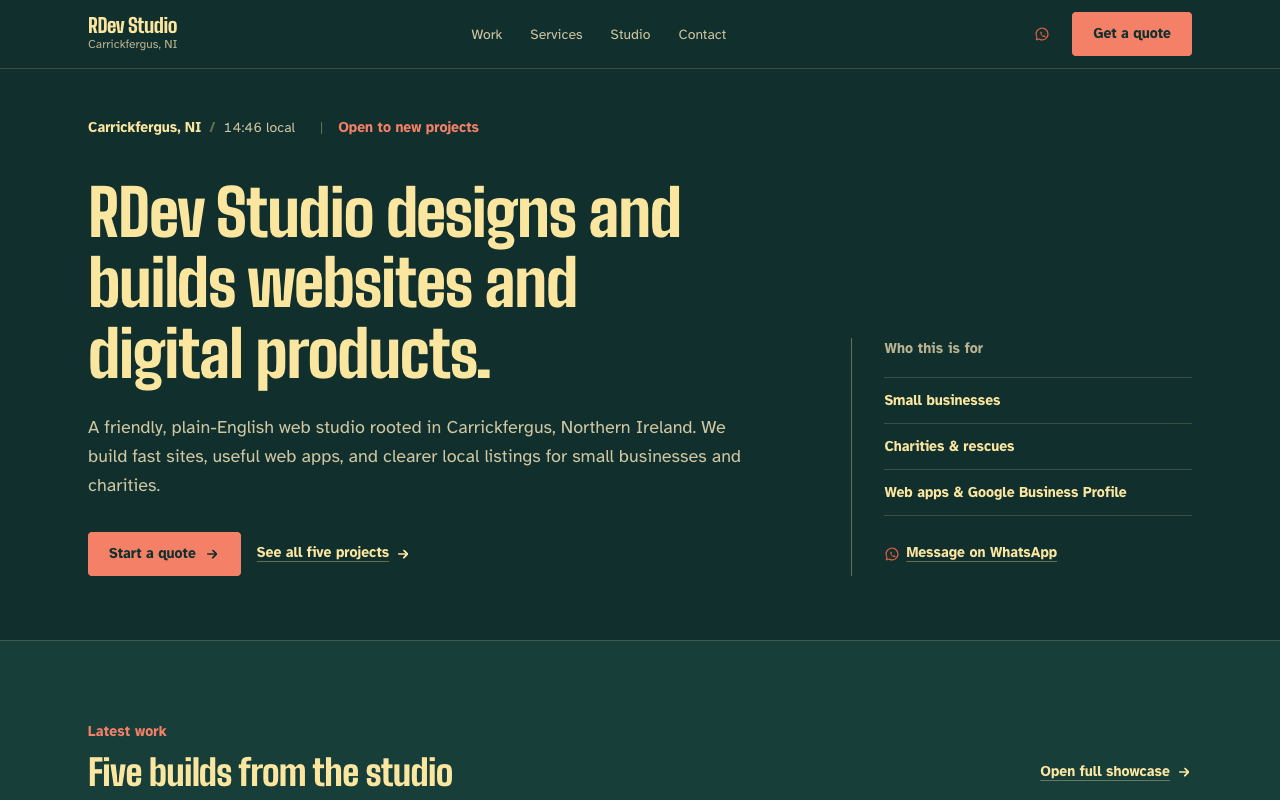 RDev Studio
Carrickfergus, NI
Work
Services
Studio
Contact
Get a quote
Carrickfergus, NI / 14:46 local | Open to new projects
RDev Studio designs and
builds websites and
digital products.
A friendly, plain-English web studio rooted in Carrickfergus, Northern Ireland. We
build fast sites, useful web apps, and clearer local listings for small businesses and
charities.
Start a quote →
See all five projects →
Who this is for
Small businesses
Charities & rescues
Web apps & Google Business Profile
Message on WhatsApp
Latest work
Five builds from the studio
Open full showcase →